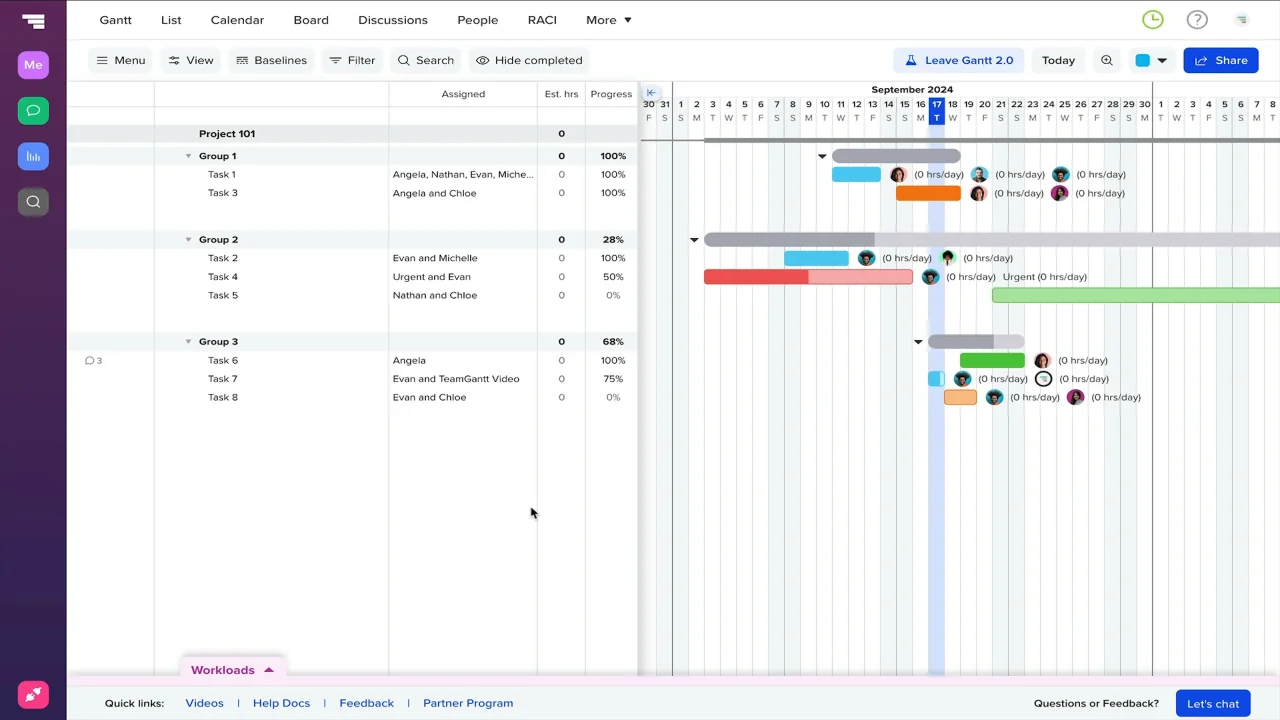 Gantt List Calendar Board Discussions People RACI More
Me
Menu View Baselines Filter Search Hide completed Leave Gantt 2.0 Today Share
Assigned Est. hrs Progress
September 2024
30 31 1 2 3 4 5 6 7 8 9 10 11 12 13 14 15 16 17 18 19 20 21 22 23 24 25 26 27 28 29 30 1 2 3 4 5 6 7 8
F S S M T W T F S S M T W T F S S M T W T F S S M T W T F S S M T W T F S S M T
Project 101 0
Group 1 0 100%
Task 1 Angela, Nathan, Evan, Miche... 0 100% (0 hrs/day) (0 hrs/day) (0 hrs/day)
Task 3 Angela and Chloe 0 100% (0 hrs/day) (0 hrs/day)
Group 2 0 28%
Task 2 Evan and Michelle 0 100% (0 hrs/day) (0 hrs/day)
Task 4 Urgent and Evan 0 50% (0 hrs/day) Urgent (0 hrs/day)
Task 5 Nathan and Chloe 0 0%
Group 3 0 68%
3 Task 6 Angela 0 100% (0 hrs/day)
Task 7 Evan and TeamGantt Video 0 75% (0 hrs/day) (0 hrs/day)
Task 8 Evan and Chloe 0 0% (0 hrs/day) (0 hrs/day)
Workloads
Quick links: Videos | Help Docs | Feedback | Partner Program Questions or Feedback? Let's chat